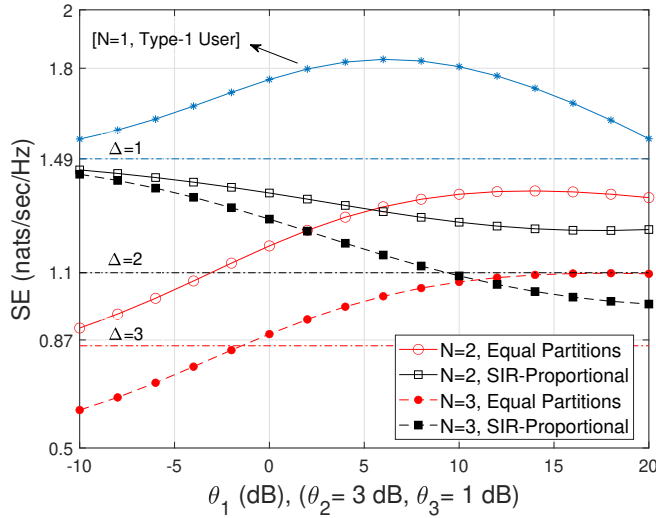 2
[N=1, Type-1 User]
1.8
Δ=1
1.49
SE (nats/sec/Hz)
Δ=2
1.1
Δ=3
0.87
N=2, Equal Partitions
N=2, SIR-Proportional
N=3, Equal Partitions
N=3, SIR-Proportional
0.5
-10 -5 0 5 10 15 20
θ1 (dB), (θ2= 3 dB, θ3= 1 dB)